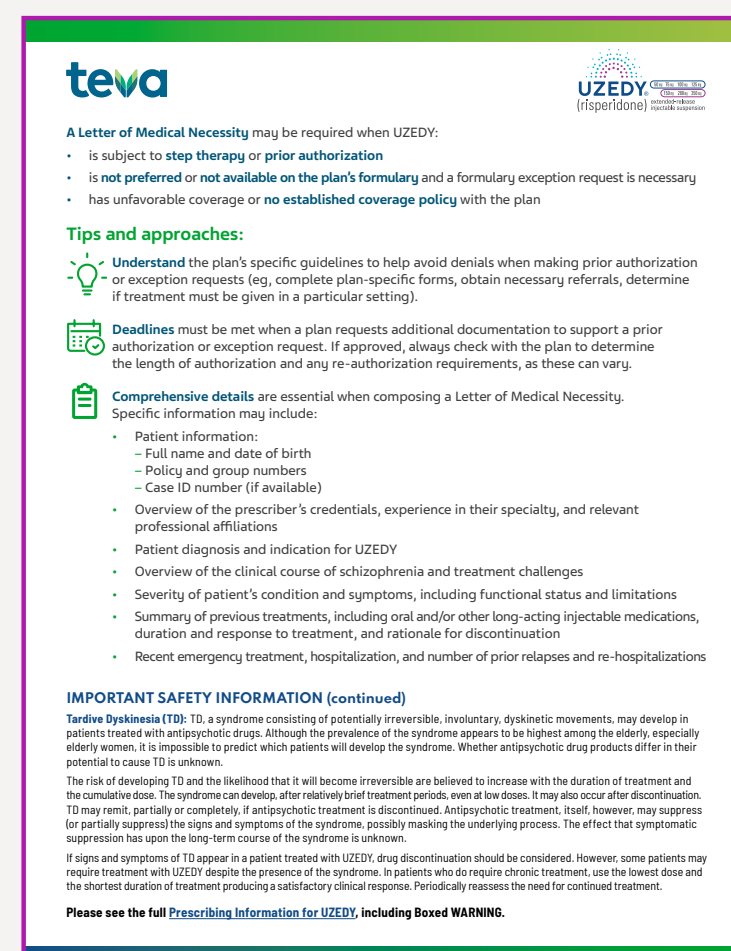 teva
UZEDY®
(risperidone) extended-release
injectable suspension
A Letter of Medical Necessity may be required when UZEDY:
• is subject to step therapy or prior authorization
• is not preferred or not available on the plan's formulary and a formulary exception request is necessary
• has unfavorable coverage or no established coverage policy with the plan
Tips and approaches:
Understand the plan's specific guidelines to help avoid denials when making prior authorization
or exception requests (eg, complete plan-specific forms, obtain necessary referrals, determine
if treatment must be given in a particular setting).
Deadlines must be met when a plan requests additional documentation to support a prior
authorization or exception request. If approved, always check with the plan to determine
the length of authorization and any re-authorization requirements, as these can vary.
Comprehensive details are essential when composing a Letter of Medical Necessity.
Specific information may include:
• Patient information:
– Full name and date of birth
– Policy and group numbers
– Case ID number (if available)
• Overview of the prescriber's credentials, experience in their specialty, and relevant
professional affiliations
• Patient diagnosis and indication for UZEDY
• Overview of the clinical course of schizophrenia and treatment challenges
• Severity of patient's condition and symptoms, including functional status and limitations
• Summary of previous treatments, including oral and/or other long-acting injectable medications,
duration and response to treatment, and rationale for discontinuation
• Recent emergency treatment, hospitalization, and number of prior relapses and re-hospitalizations
IMPORTANT SAFETY INFORMATION (continued)
Tardive Dyskinesia (TD): TD, a syndrome consisting of potentially irreversible, involuntary, dyskinetic movements, may develop in
patients treated with antipsychotic drugs. Although the prevalence of the syndrome appears to be highest among the elderly, especially
elderly women, it is impossible to predict which patients will develop the syndrome. Whether antipsychotic drug products differ in their
potential to cause TD is unknown.
The risk of developing TD and the likelihood that it will become irreversible are believed to increase with the duration of treatment and
the cumulative dose. The syndrome can develop, after relatively brief treatment periods, even at low doses. It may also occur after discontinuation.
TD may remit, partially or completely, if antipsychotic treatment is discontinued. Antipsychotic treatment, itself, however, may suppress
(or partially suppress) the signs and symptoms of the syndrome, possibly masking the underlying process. The effect that symptomatic
suppression has upon the long-term course of the syndrome is unknown.
If signs and symptoms of TD appear in a patient treated with UZEDY, drug discontinuation should be considered. However, some patients may
require treatment with UZEDY despite the presence of the syndrome. In patients who do require chronic treatment, use the lowest dose and
the shortest duration of treatment producing a satisfactory clinical response. Periodically reassess the need for continued treatment.
Please see the full Prescribing Information for UZEDY, including Boxed WARNING.